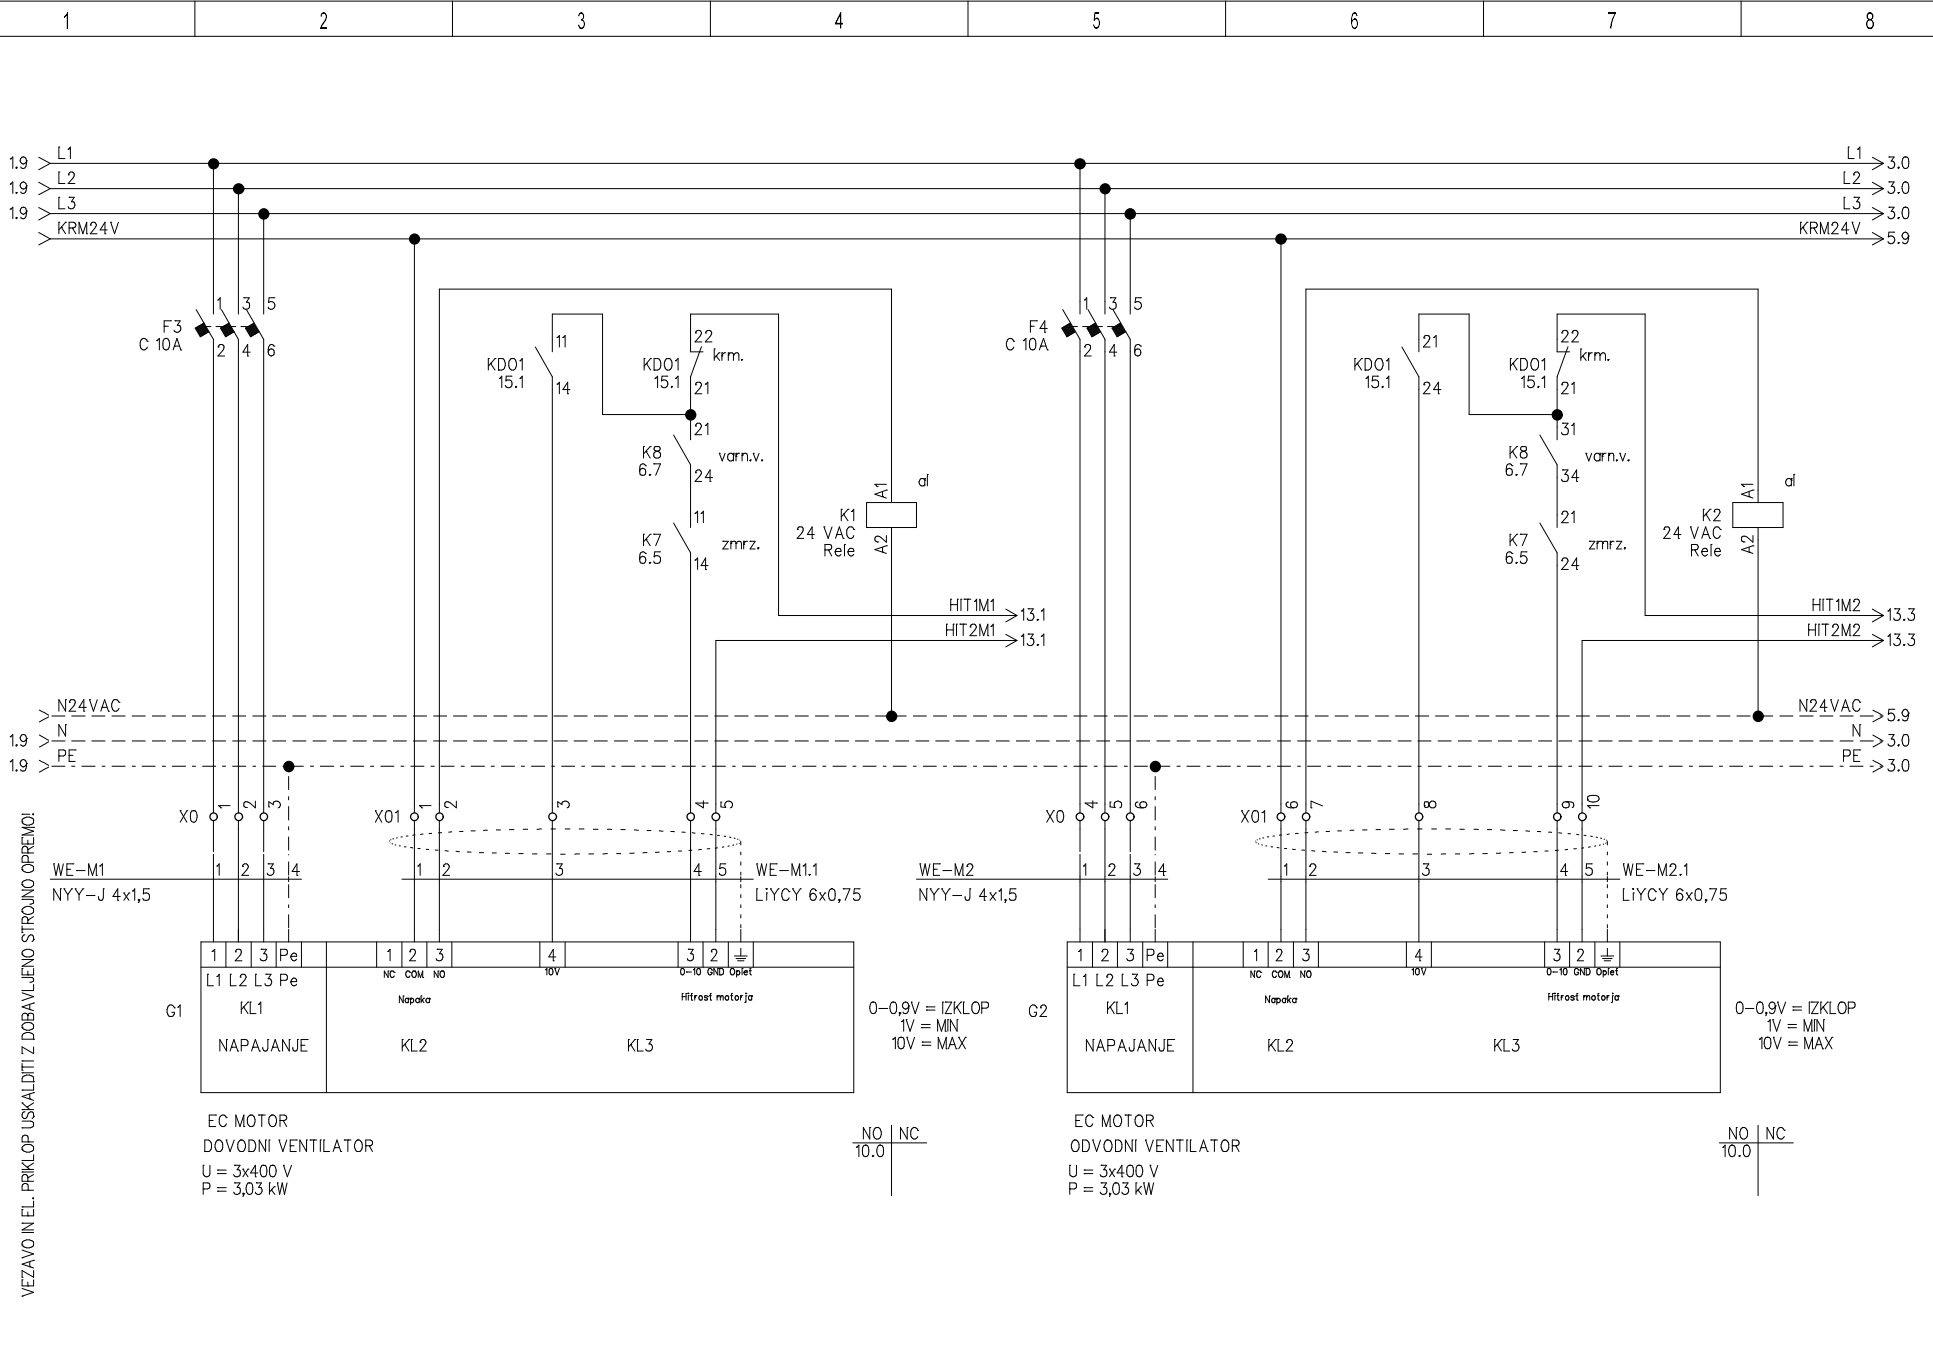 1 2 3 4 5 6 7 8
1.9 L1 L1 3.0
1.9 L2 L2 3.0
1.9 L3 L3 3.0
KRM24V KRM24V 5.9
1 3 5
F3
C 10A
2 4 6
KDO1
15.1
11
14
KDO1
15.1
22
krm.
21
K8
6.7
21
varn.v.
24
K7
6.5
11
zmrz.
14
K1
24 VAC
Rele
A1
A2
al
HIT1M1 13.1
HIT2M1 13.1
1 3 5
F4
C 10A
2 4 6
KDO1
15.1
21
24
KDO1
15.1
22
krm.
21
K8
6.7
31
varn.v.
34
K7
6.5
21
zmrz.
24
K2
24 VAC
Rele
A1
A2
al
HIT1M2 13.3
HIT2M2 13.3
N24VAC N24VAC 5.9
1.9 N N 3.0
1.9 PE PE 3.0
X0 1 2 3 X01 1 2 3 4 5
X0 4 5 6 X01 6 7 8 9 10
WE-M1 1 2 3 4 1 2 3 4 5 WE-M1.1
NYY-J 4x1,5 LiYCY 6x0,75
WE-M2 1 2 3 4 1 2 3 4 5 WE-M2.1
NYY-J 4x1,5 LiYCY 6x0,75
1 2 3 Pe 1 2 3 4 3 2
NC COM NO 10V 0-10 GND Oplet
L1 L2 L3 Pe
Napaka Hitrost motorja
G1 KL1
NAPAJANJE KL2 KL3
0-0,9V = IZKLOP
1V = MIN
10V = MAX
1 2 3 Pe 1 2 3 4 3 2
NC COM NO 10V 0-10 GND Oplet
L1 L2 L3 Pe
Napaka Hitrost motorja
G2 KL1
NAPAJANJE KL2 KL3
0-0,9V = IZKLOP
1V = MIN
10V = MAX
EC MOTOR
DOVODNI VENTILATOR
U = 3x400 V
P = 3,03 kW
NO NC
10.0
EC MOTOR
ODVODNI VENTILATOR
U = 3x400 V
P = 3,03 kW
NO NC
10.0
VEZAVO IN EL. PRIKLOP USKALDITI Z DOBAVLJENO STROJNO OPREMO!